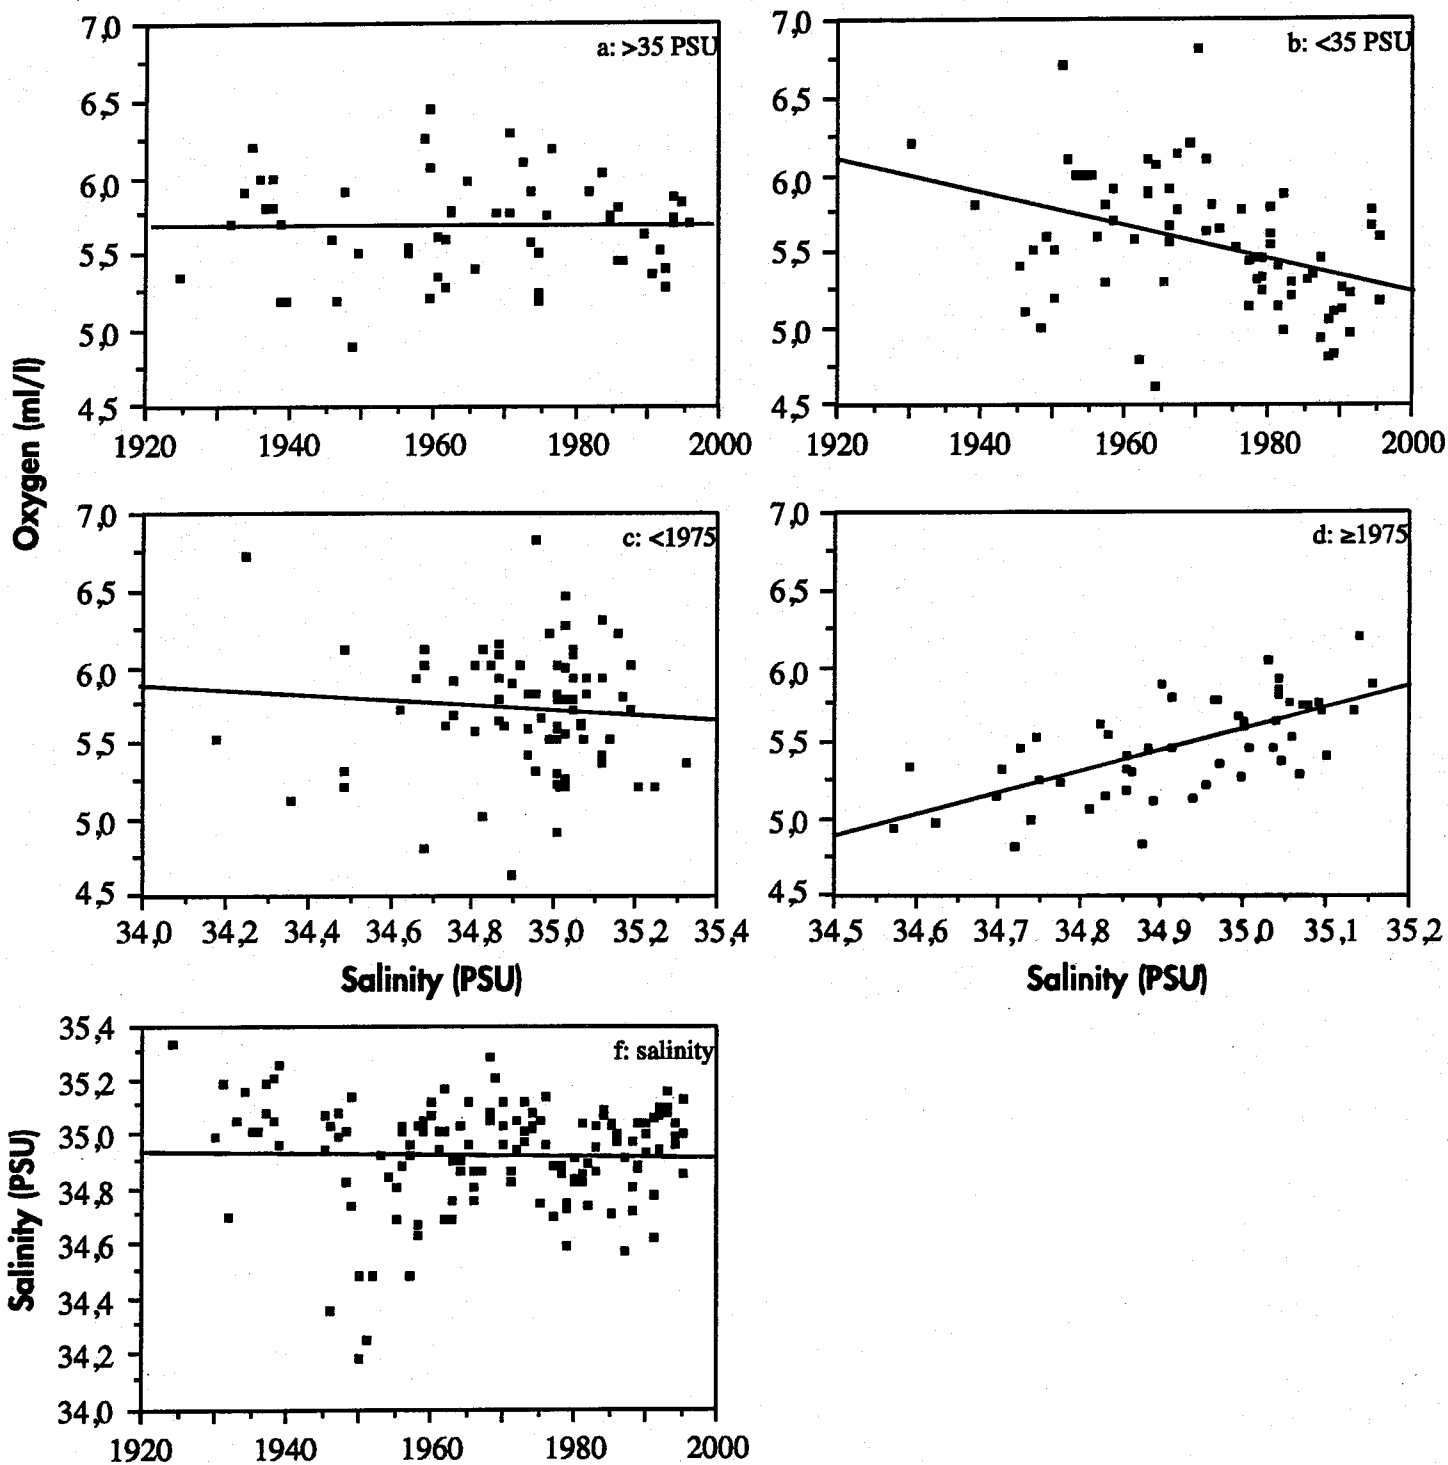 7,0
6,5
6,0
5,5
5,0
4,5
a: >35 PSU
1920 1940 1960 1980 2000
7,0
6,5
6,0
5,5
5,0
4,5
b: <35 PSU
1920 1940 1960 1980 2000
Oxygen (ml/l)
7,0
6,5
6,0
5,5
5,0
4,5
c: <1975
34,0 34,2 34,4 34,6 34,8 35,0 35,2 35,4
Salinity (PSU)
7,0
6,5
6,0
5,5
5,0
4,5
d: ≥1975
34,5 34,6 34,7 34,8 34,9 35,0 35,1 35,2
Salinity (PSU)
Salinity (PSU)
35,4
35,2
35,0
34,8
34,6
34,4
34,2
34,0
f: salinity
1920 1940 1960 1980 2000